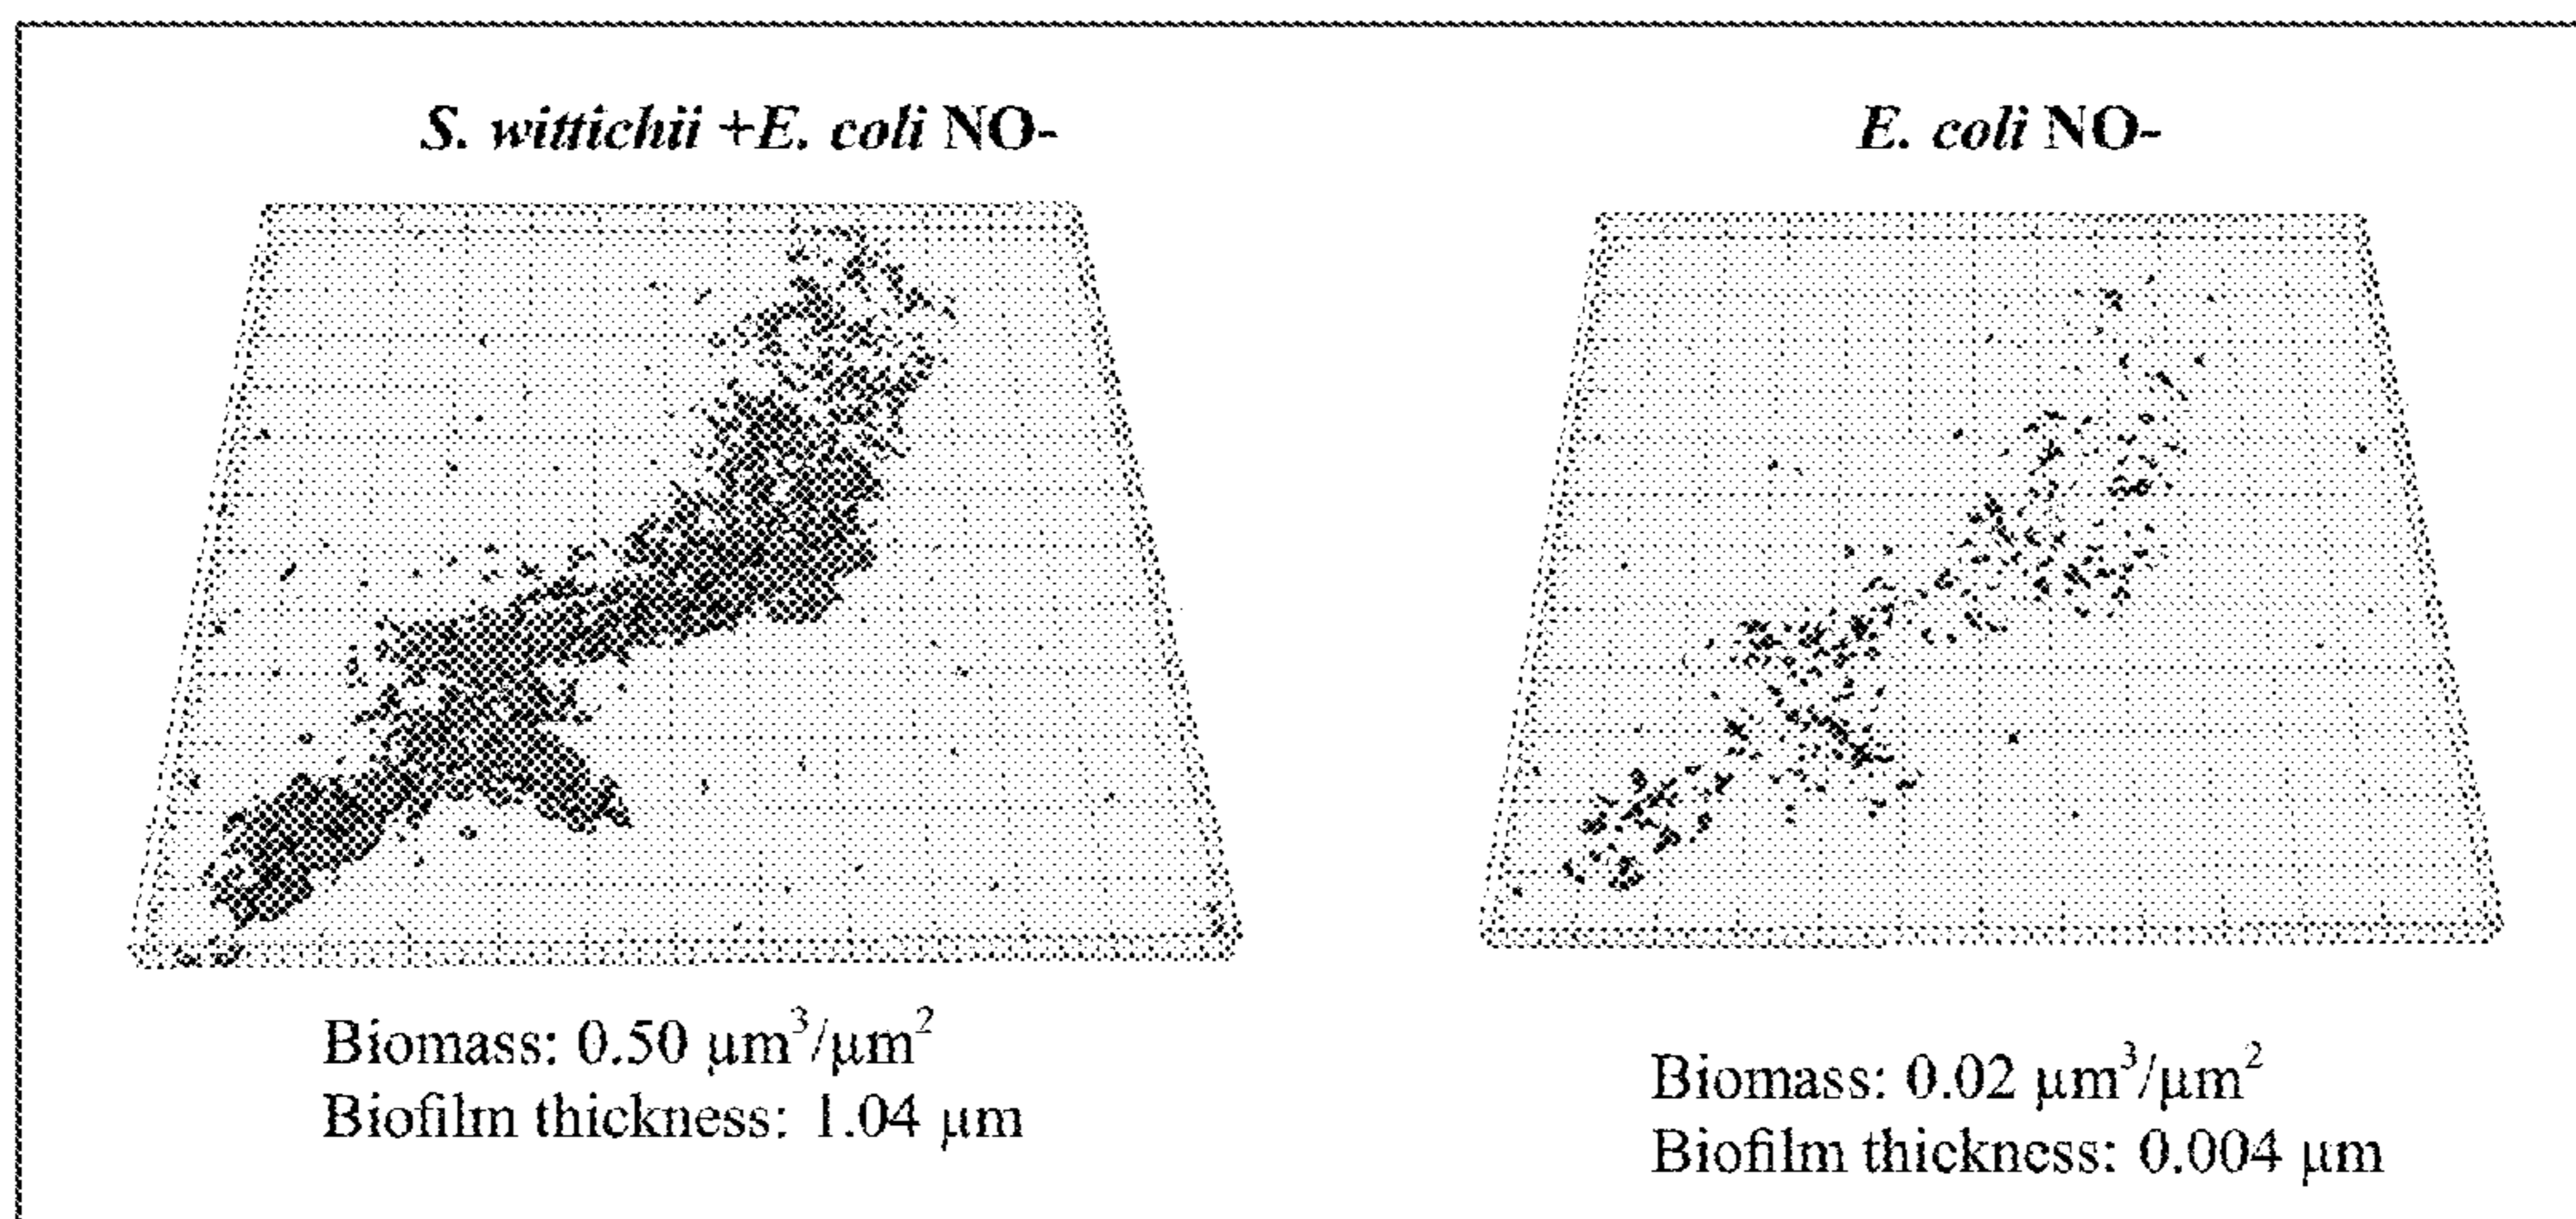 S. wittichii +E. coli NO-
E. coli NO-
Biomass: 0.50 μm³/μm²
Biofilm thickness: 1.04 μm
Biomass: 0.02 μm³/μm²
Biofilm thickness: 0.004 μm